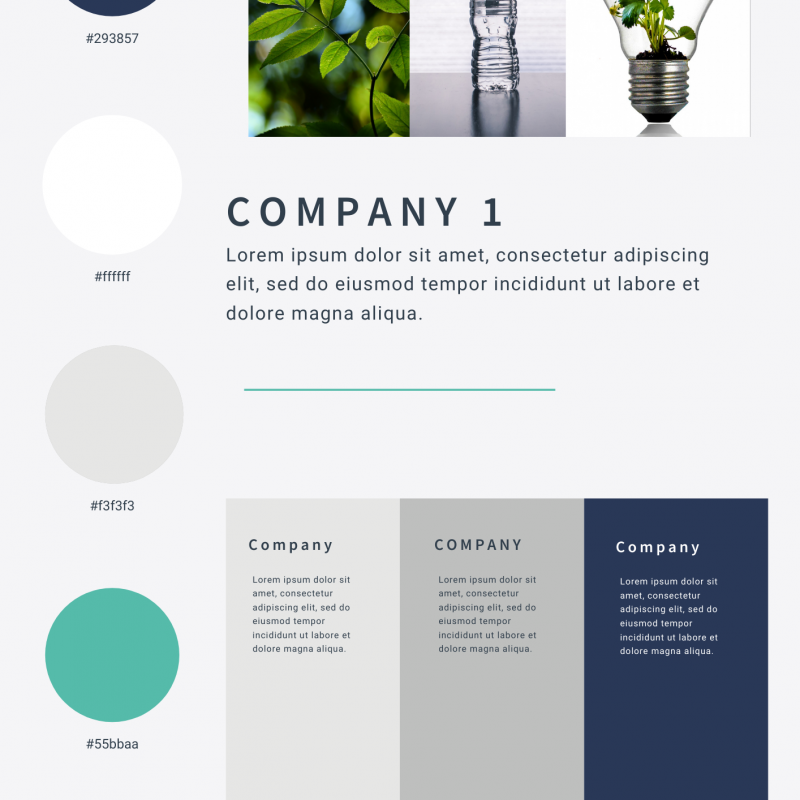 #293857
#ffffff
COMPANY 1
Lorem ipsum dolor sit amet, consectetur adipiscing
elit, sed do eiusmod tempor incididunt ut labore et
dolore magna aliqua.
#f3f3f3
#55bbaa
Company
Lorem ipsum dolor sit
amet, consectetur
adipiscing elit, sed do
eiusmod tempor
incididunt ut labore et
dolore magna aliqua.
COMPANY
Lorem ipsum dolor sit
amet, consectetur
adipiscing elit, sed do
eiusmod tempor
incididunt ut labore et
dolore magna aliqua.
Company
Lorem ipsum dolor sit
amet, consectetur
adipiscing elit, sed do
eiusmod tempor
incididunt ut labore et
dolore magna aliqua.